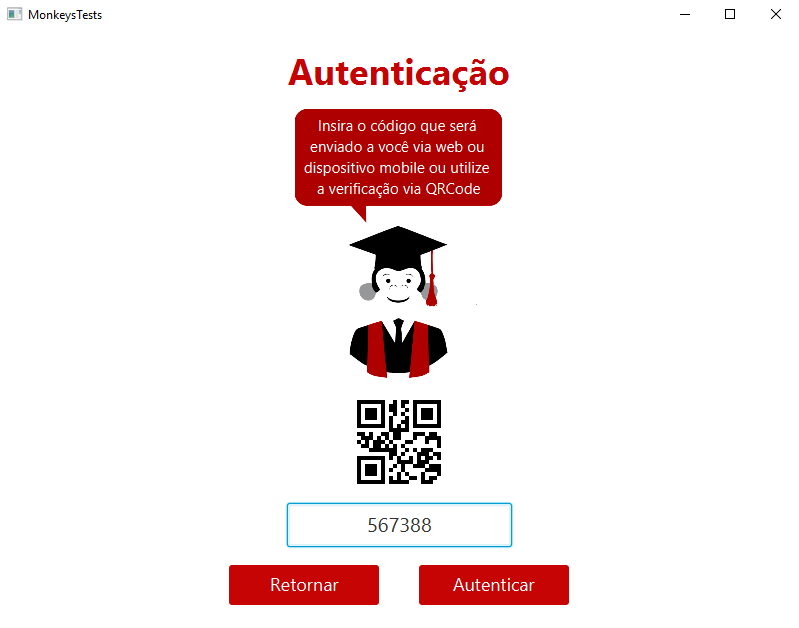 MonkeysTests
Autenticação
Insira o código que será
enviado a você via web ou
dispositivo mobile ou utilize
a verificação via QRCode
567388
Retornar
Autenticar